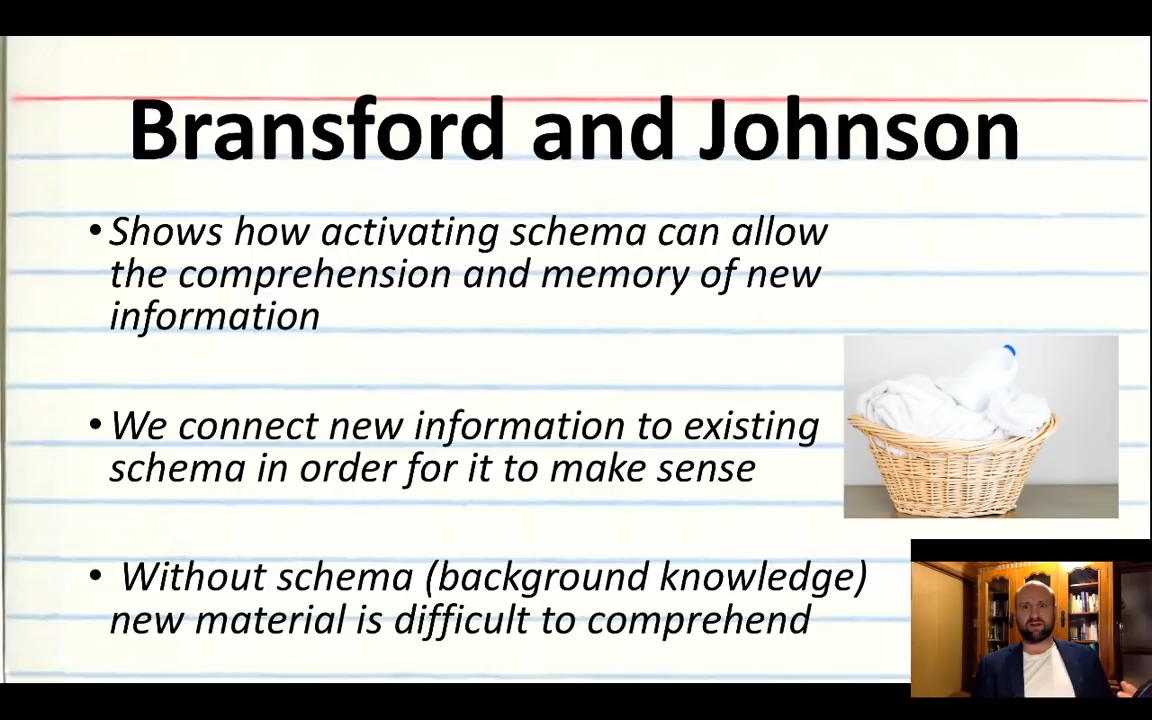 Bransford and Johnson
• Shows how activating schema can allow
the comprehension and memory of new
information
• We connect new information to existing
schema in order for it to make sense
• Without schema (background knowledge)
new material is difficult to comprehend